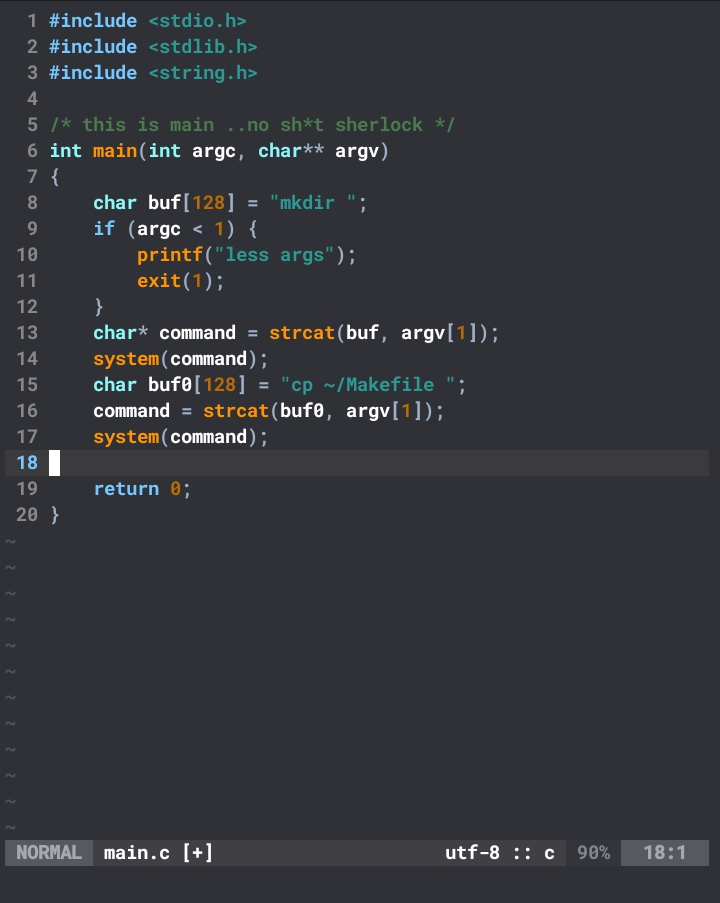 1 #include <stdio.h>
2 #include <stdlib.h>
3 #include <string.h>
4
5 /* this is main ..no sh*t sherlock */
6 int main(int argc, char** argv)
7 {
8     char buf[128] = "mkdir ";
9     if (argc < 1) {
10         printf("less args");
11         exit(1);
12     }
13     char* command = strcat(buf, argv[1]);
14     system(command);
15     char buf0[128] = "cp ~/Makefile ";
16     command = strcat(buf0, argv[1]);
17     system(command);
18
19     return 0;
20 }
~
~
~
~
~
~
~
~
~
~
~
~
NORMAL main.c [+] utf-8 :: c 90% 18:1